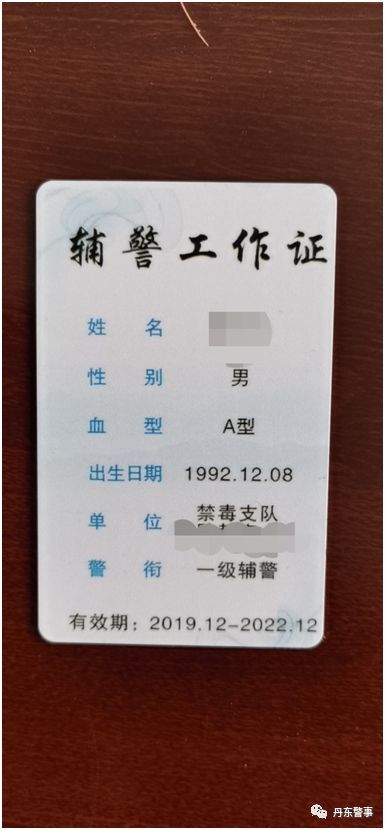 辅警工作证
姓 名
性 别 男
血 型 A型
出生日期 1992.12.08
单 位 禁毒支队
警 衔 一级辅警
有效期：2019.12-2022.12
丹东警事